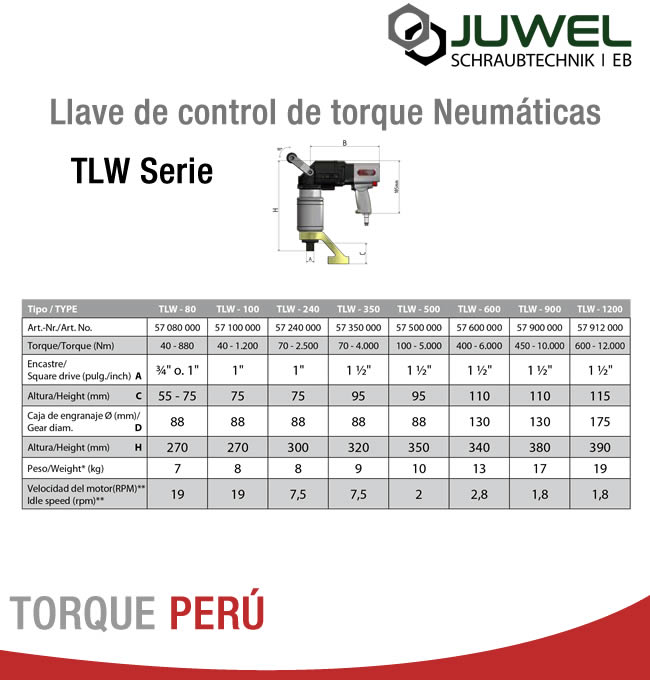 JUWEL
SCHRAUBTECHNIK | EB
Llave de control de torque Neumáticas
TLW Serie
B
H
C
A
Tipo / TYPE TLW - 80 TLW - 100 TLW - 240 TLW - 350 TLW - 500 TLW - 600 TLW - 900 TLW - 1200
Art.-Nr./Art. No. 57 080 000 57 100 000 57 240 000 57 350 000 57 500 000 57 600 000 57 900 000 57 912 000
Torque/Torque (Nm) 40 - 880 40 - 1.200 70 - 2.500 70 - 4.000 100 - 5.000 400 - 6.000 450 - 10.000 600 - 12.000
Encastre/
Square drive (pulg./inch) A ¾" o. 1" 1" 1" 1 ½" 1 ½" 1 ½" 1 ½" 1 ½"
Altura/Height (mm) C 55 - 75 75 75 95 95 110 110 115
Caja de engranaje Ø (mm)/
Gear diam. D 88 88 88 88 88 130 130 175
Altura/Height (mm) H 270 270 300 320 350 340 380 390
Peso/Weight* (kg) 7 8 8 9 10 13 17 19
Velocidad del motor(RPM)**
Idle speed (rpm)** 19 19 7,5 7,5 2 2,8 1,8 1,8
TORQUE PERÚ